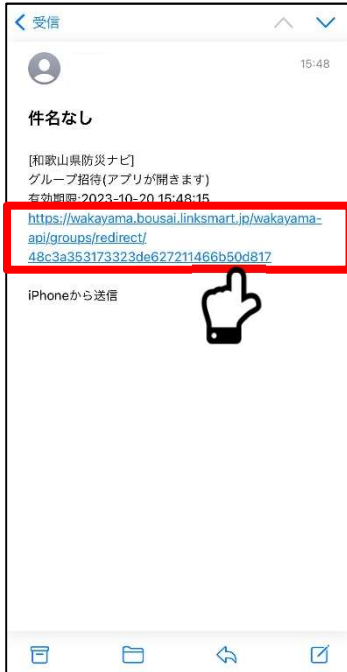 受信
15:48
件名なし
[和歌山県防災ナビ]
グループ招待(アプリが開きます)
有効期限:2023-10-20 15:48:15
https://wakayama.bousai.linksmart.jp/wakayama-
api/groups/redirect/
48c3a353173323de627211466b50d817
iPhoneから送信